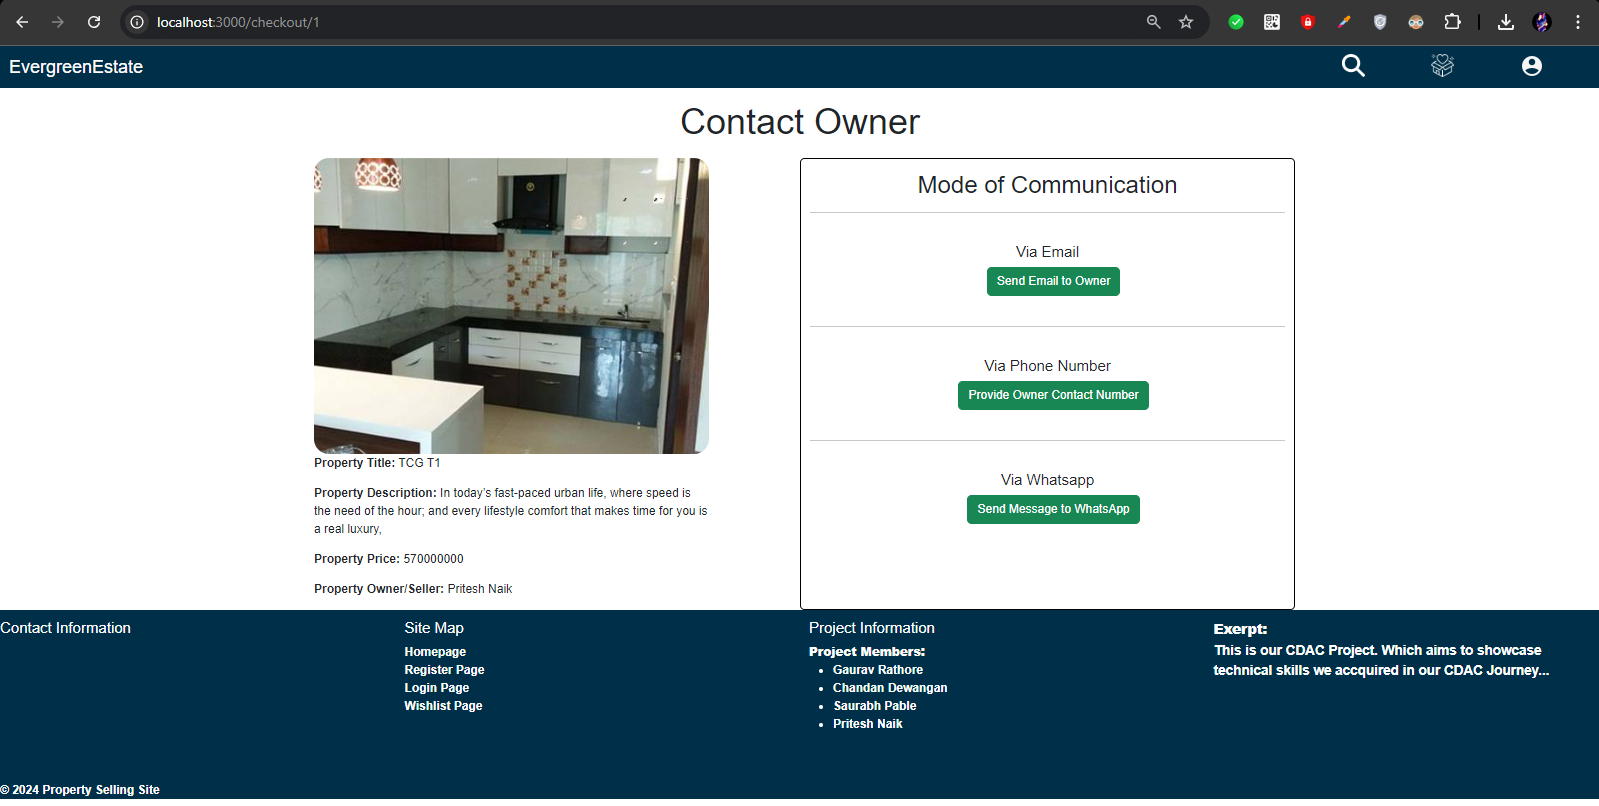 localhost:3000/checkout/1
EvergreenEstate
Contact Owner
Property Title: TCG T1
Property Description: In today's fast-paced urban life, where speed is
the need of the hour; and every lifestyle comfort that makes time for you is
a real luxury,
Property Price: 570000000
Property Owner/Seller: Pritesh Naik
Mode of Communication
Via Email
Send Email to Owner
Via Phone Number
Provide Owner Contact Number
Via Whatsapp
Send Message to WhatsApp
Contact Information
Site Map
Homepage
Register Page
Login Page
Wishlist Page
Project Information
Project Members:
Gaurav Rathore
Chandan Dewangan
Saurabh Pable
Pritesh Naik
Exerpt:
This is our CDAC Project. Which aims to showcase
technical skills we accquired in our CDAC Journey...
© 2024 Property Selling Site